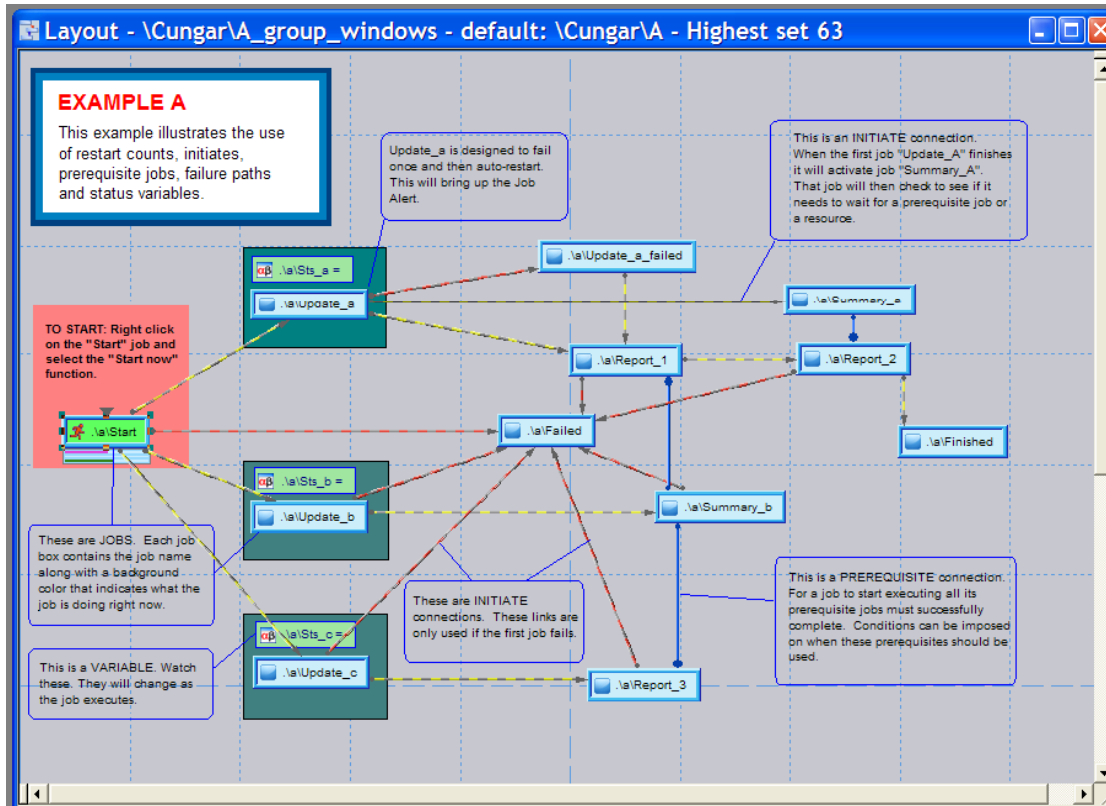 Layout - \Cungar\A_group_windows - default: \Cungar\A - Highest set 63
EXAMPLE A
This example illustrates the use
of restart counts, initiates,
prerequisite jobs, failure paths
and status variables.
Update_a is designed to fail
once and then auto-restart.
This will bring up the Job
Alert.
This is an INITIATE connection.
When the first job "Update_A" finishes
it will activate job "Summary_A".
That job will then check to see if it
needs to wait for a prerequisite job or
a resource.
.\a\Update_a_failed
αβ .\a\Sts_a =
.\a\Update_a
.\a\Summary_a
TO START: Right click
on the "Start" job and
select the "Start now"
function.
.\a\Report_1
.\a\Report_2
.\a\Start
.\a\Failed
.\a\Finished
αβ .\a\Sts_b =
.\a\Update_b
.\a\Summary_b
These are JOBS. Each job
box contains the job name
along with a background
color that indicates what the
job is doing right now.
These are INITIATE
connections. These links are
only used if the first job fails.
This is a PREREQUISITE connection.
For a job to start executing all its
prerequisite jobs must successfully
complete. Conditions can be imposed
on when these prerequisites should be
used.
αβ .\a\Sts_c =
.\a\Update_c
.\a\Report_3
This is a VARIABLE. Watch
these. They will change as
the job executes.